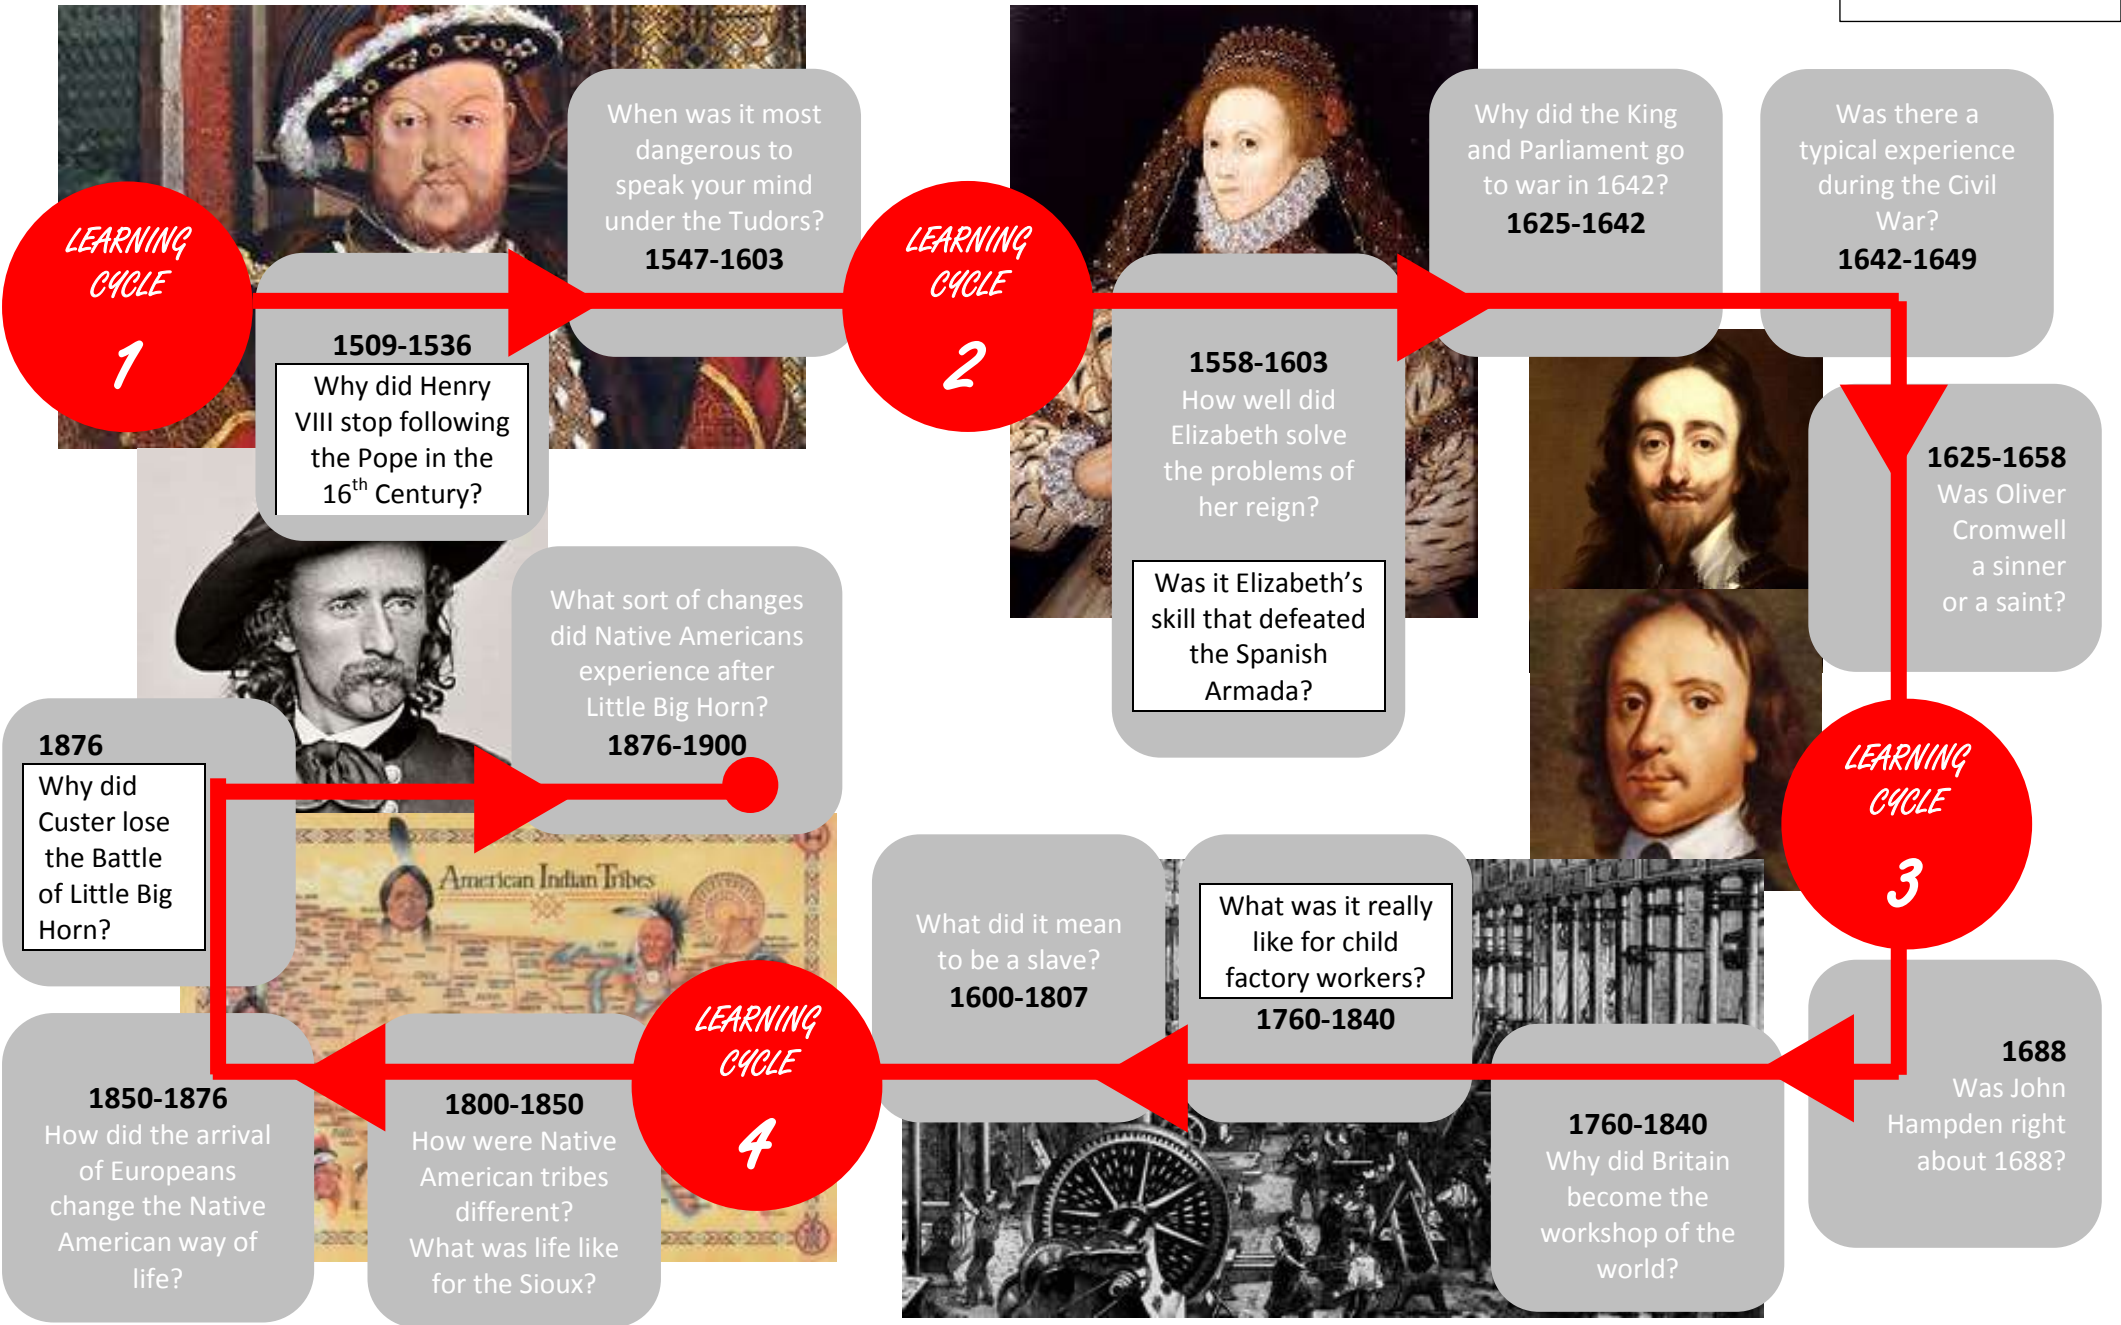 LEARNING
CYCLE
1
1509-1536
Why did Henry
VIII stop following
the Pope in the
16th Century?
When was it most
dangerous to
speak your mind
under the Tudors?
1547-1603
LEARNING
CYCLE
2
1558-1603
How well did
Elizabeth solve
the problems of
her reign?
Was it Elizabeth’s
skill that defeated
the Spanish
Armada?
Why did the King
and Parliament go
to war in 1642?
1625-1642
Was there a
typical experience
during the Civil
War?
1642-1649
1625-1658
Was Oliver
Cromwell
a sinner
or a saint?
LEARNING
CYCLE
3
1688
Was John
Hampden right
about 1688?
1760-1840
Why did Britain
become the
workshop of the
world?
What was it really
like for child
factory workers?
1760-1840
What did it mean
to be a slave?
1600-1807
LEARNING
CYCLE
4
1800-1850
How were Native
American tribes
different?
What was life like
for the Sioux?
1850-1876
How did the arrival
of Europeans
change the Native
American way of
life?
1876
Why did
Custer lose
the Battle
of Little Big
Horn?
What sort of changes
did Native Americans
experience after
Little Big Horn?
1876-1900
American Indian Tribes